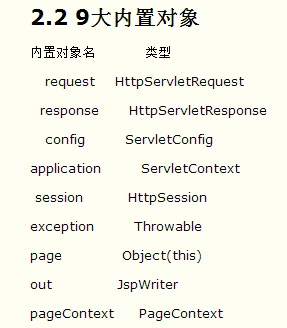 2.2 9大内置对象
内置对象名 类型
request HttpServletRequest
response HttpServletResponse
config ServletConfig
application ServletContext
session HttpSession
exception Throwable
page Object(this)
out JspWriter
pageContext PageContext